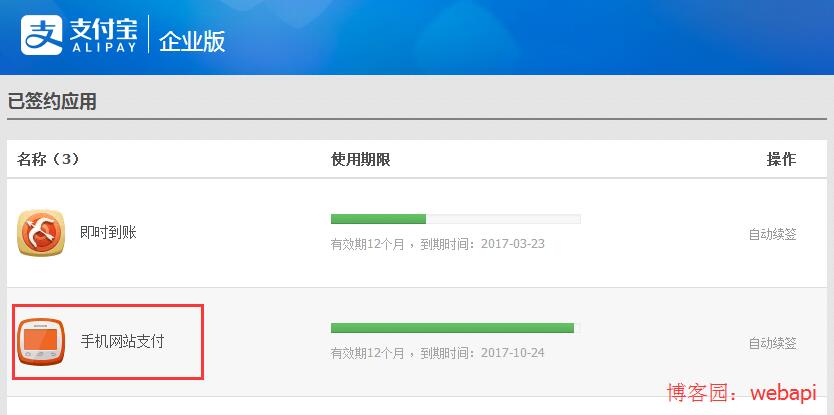 支付宝 ALIPAY 企业版
已签约应用
名称（3） 使用期限 操作
即时到账
有效期12个月 ，到期时间：2017-03-23
自动续签
手机网站支付
有效期12个月 ，到期时间：2017-10-24
自动续签
博客园：webapi